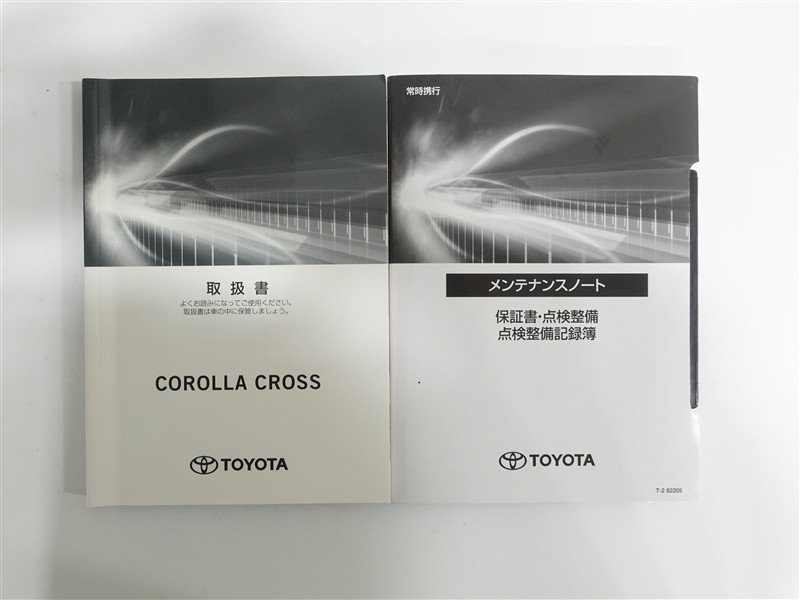 取扱書
よくお読みになってご使用ください。
取扱書は車の中に保管しましょう。
COROLLA CROSS
TOYOTA
常時携行
メンテナンスノート
保証書・点検整備
点検整備記録簿
TOYOTA
T-2 62205